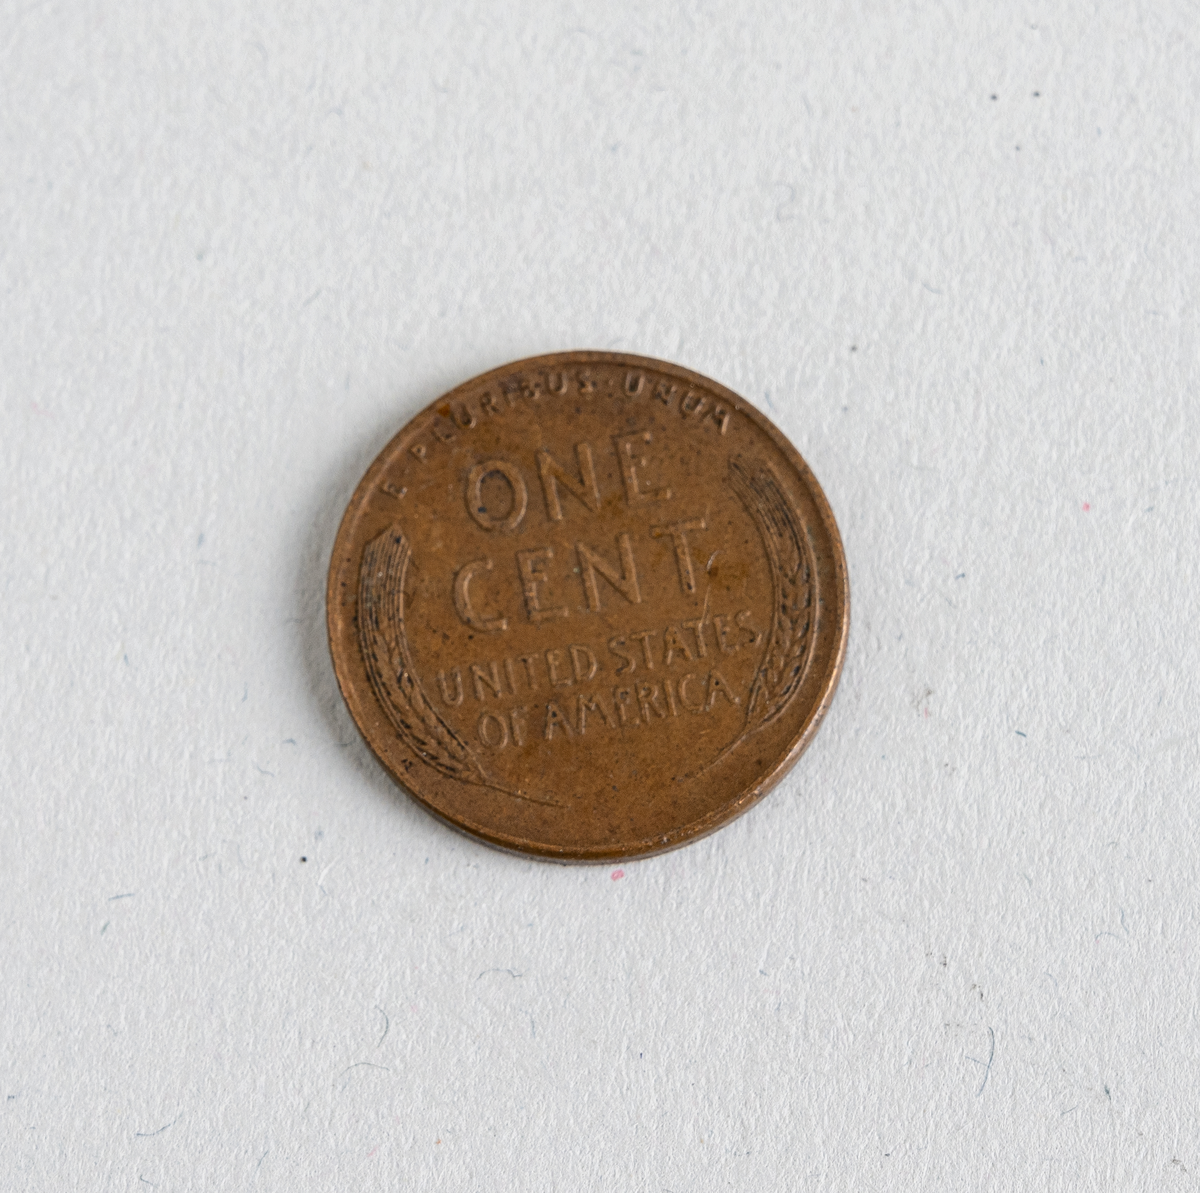 E PLURIBUS·UNUM
ONE
CENT
UNITED STATES
OF AMERICA